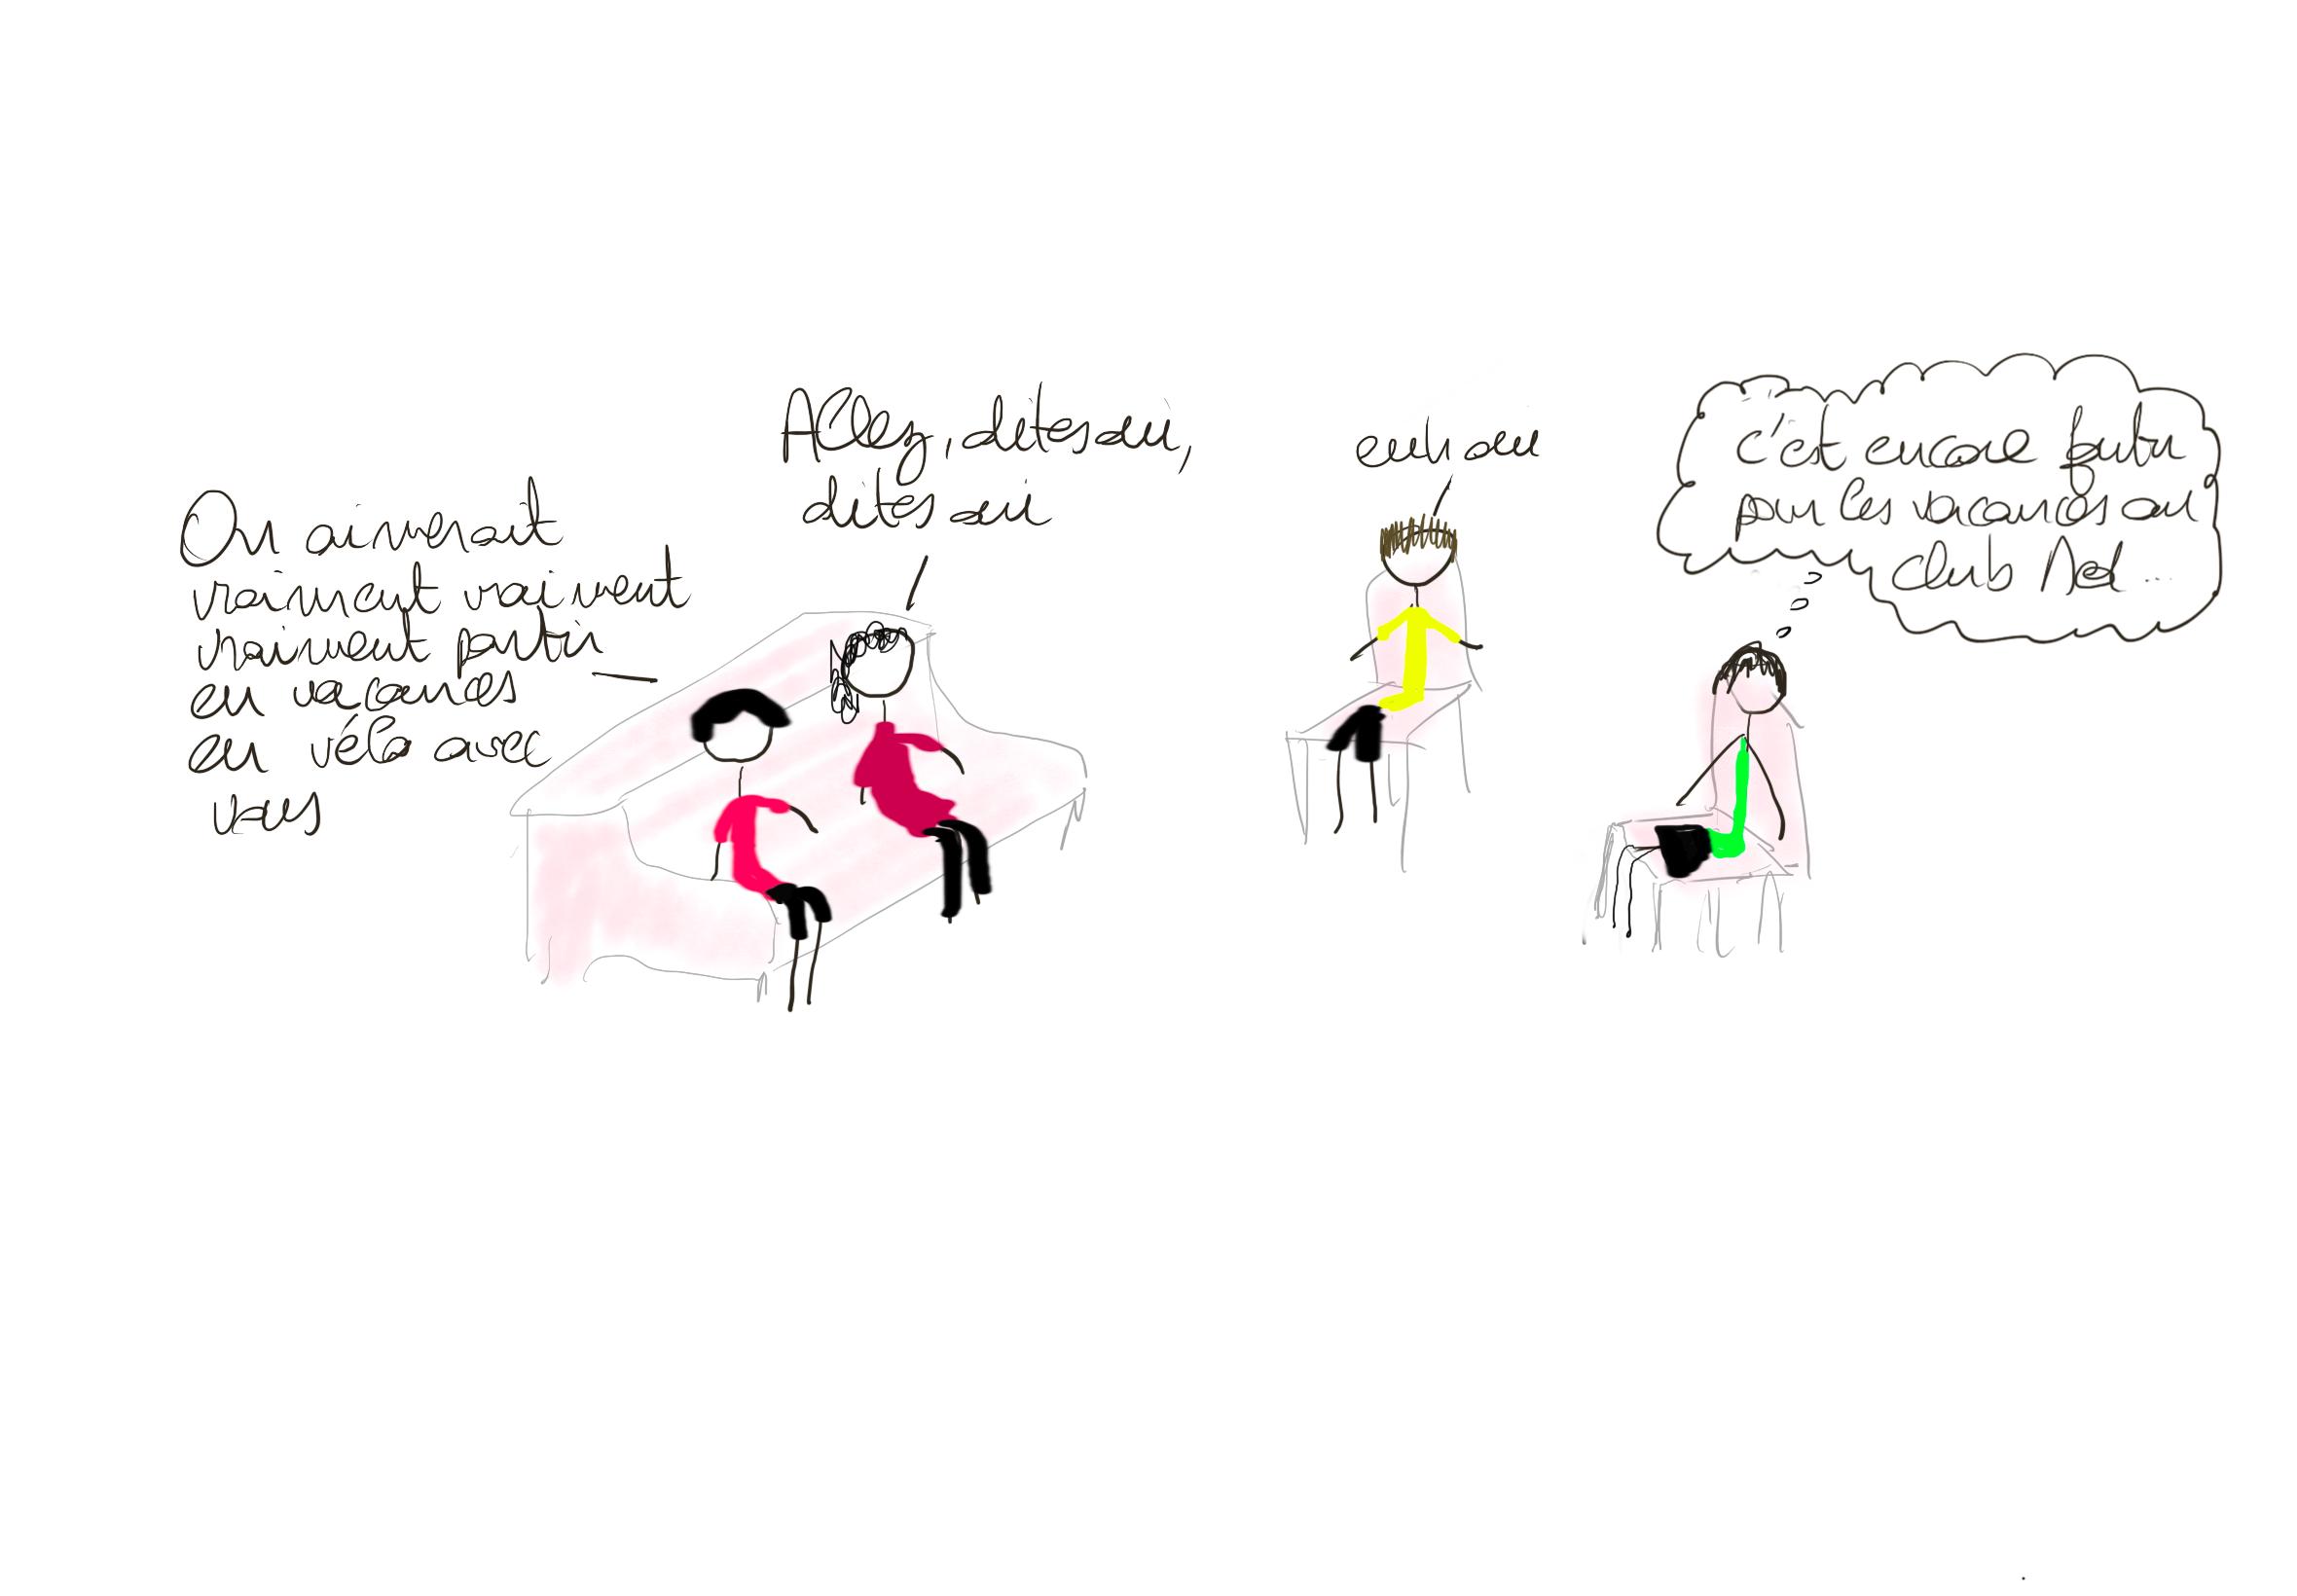 On aimerait
vraiment vraiment
vraiment partir
en vacances
en vélo avec
vous
Allez, dites oui,
dites oui
euh oui
c'est encore foutu
pour les vacances au
club Med...